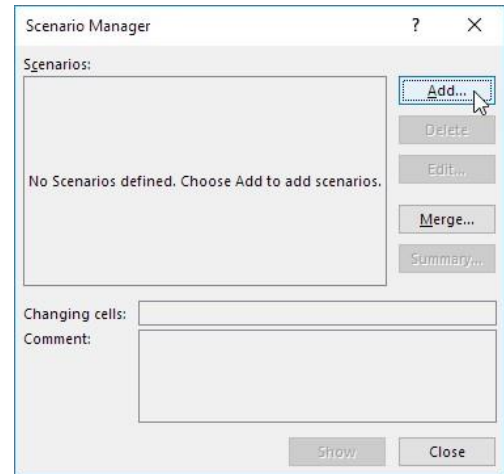 Scenario Manager ? ×
Scenarios:
Add...
Delete
Edit...
No Scenarios defined. Choose Add to add scenarios.
Merge...
Summary...
Changing cells:
Comment:
Show Close